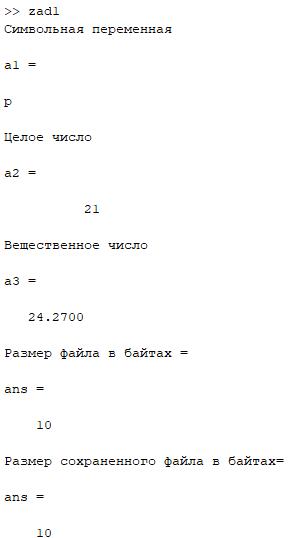 >> zad1
Символьная переменная
a1 =
p
Целое число
a2 =
21
Вещественное число
a3 =
24.2700
Размер файла в байтах =
ans =
10
Размер сохраненного файла в байтах=
ans =
10